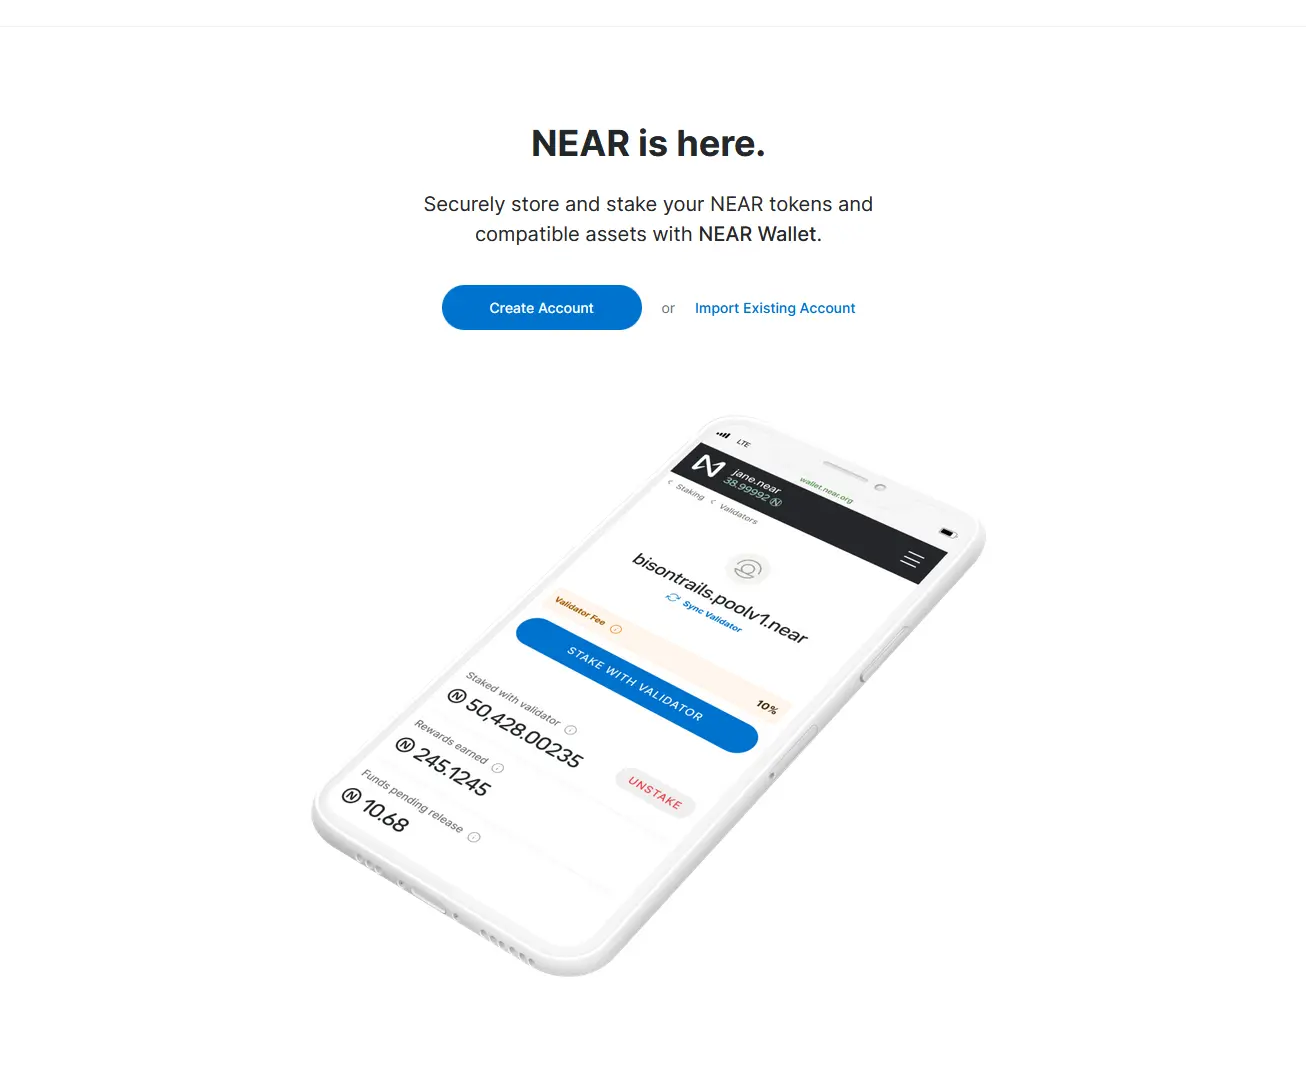 NEAR is here.
Securely store and stake your NEAR tokens and
compatible assets with NEAR Wallet.
Create Account
or
Import Existing Account
LTE
wallet.near.org
jane.near
38.99992
Staking
Validators
bisontrails.poolv1.near
Sync Validator
Validator Fee
10%
STAKE WITH VALIDATOR
Staked with validator
50,428.00235
Rewards earned
245.1245
UNSTAKE
Funds pending release
10.68